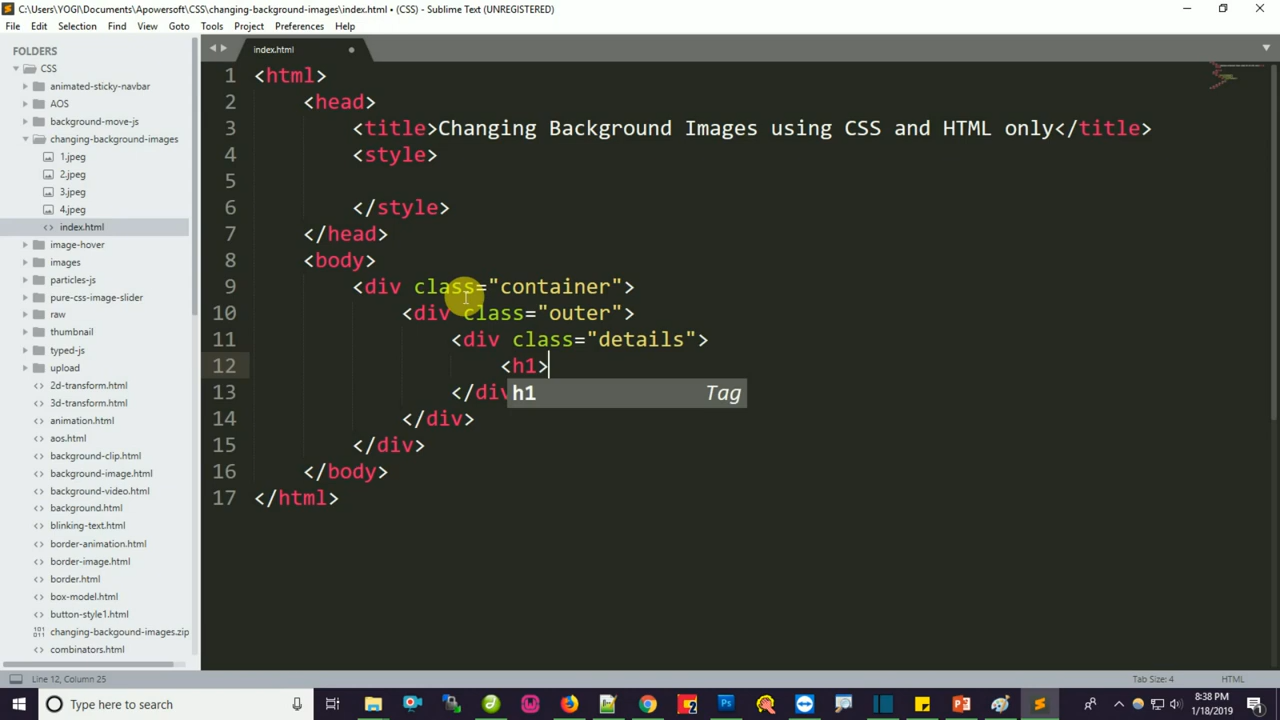 C:\Users\YOGI\Documents\Apowersoft\CSS\changing-background-images\index.html • (CSS) - Sublime Text (UNREGISTERED)
File Edit Selection Find View Goto Tools Project Preferences Help
FOLDERS
CSS
animated-sticky-navbar
AOS
background-move-js
changing-background-images
1.jpeg
2.jpeg
3.jpeg
4.jpeg
index.html
image-hover
images
particles-js
pure-css-image-slider
raw
thumbnail
typed-js
upload
2d-transform.html
3d-transform.html
animation.html
aos.html
background-clip.html
background-image.html
background-video.html
background.html
blinking-text.html
border-animation.html
border-image.html
border.html
box-model.html
button-style1.html
changing-backgound-images.zip
combinators.html
index.html
1 <html>
2 <head>
3 <title>Changing Background Images using CSS and HTML only</title>
4 <style>
5
6 </style>
7 </head>
8 <body>
9 <div class="container">
10 <div class="outer">
11 <div class="details">
12 <h1>
13 </div
h1 Tag
14 </div>
15 </div>
16 </body>
17 </html>
Line 12, Column 25
Tab Size: 4 HTML
Type here to search
8:38 PM
1/18/2019